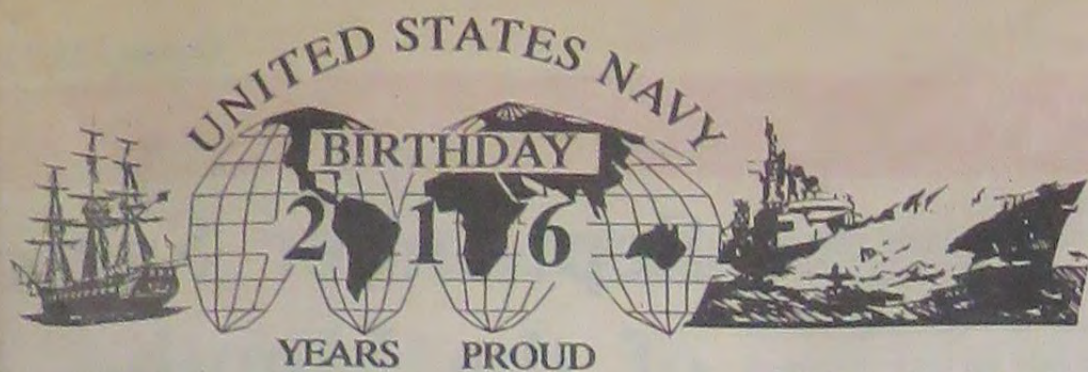 UNITED STATES NAVY
BIRTHDAY
216
YEARS PROUD